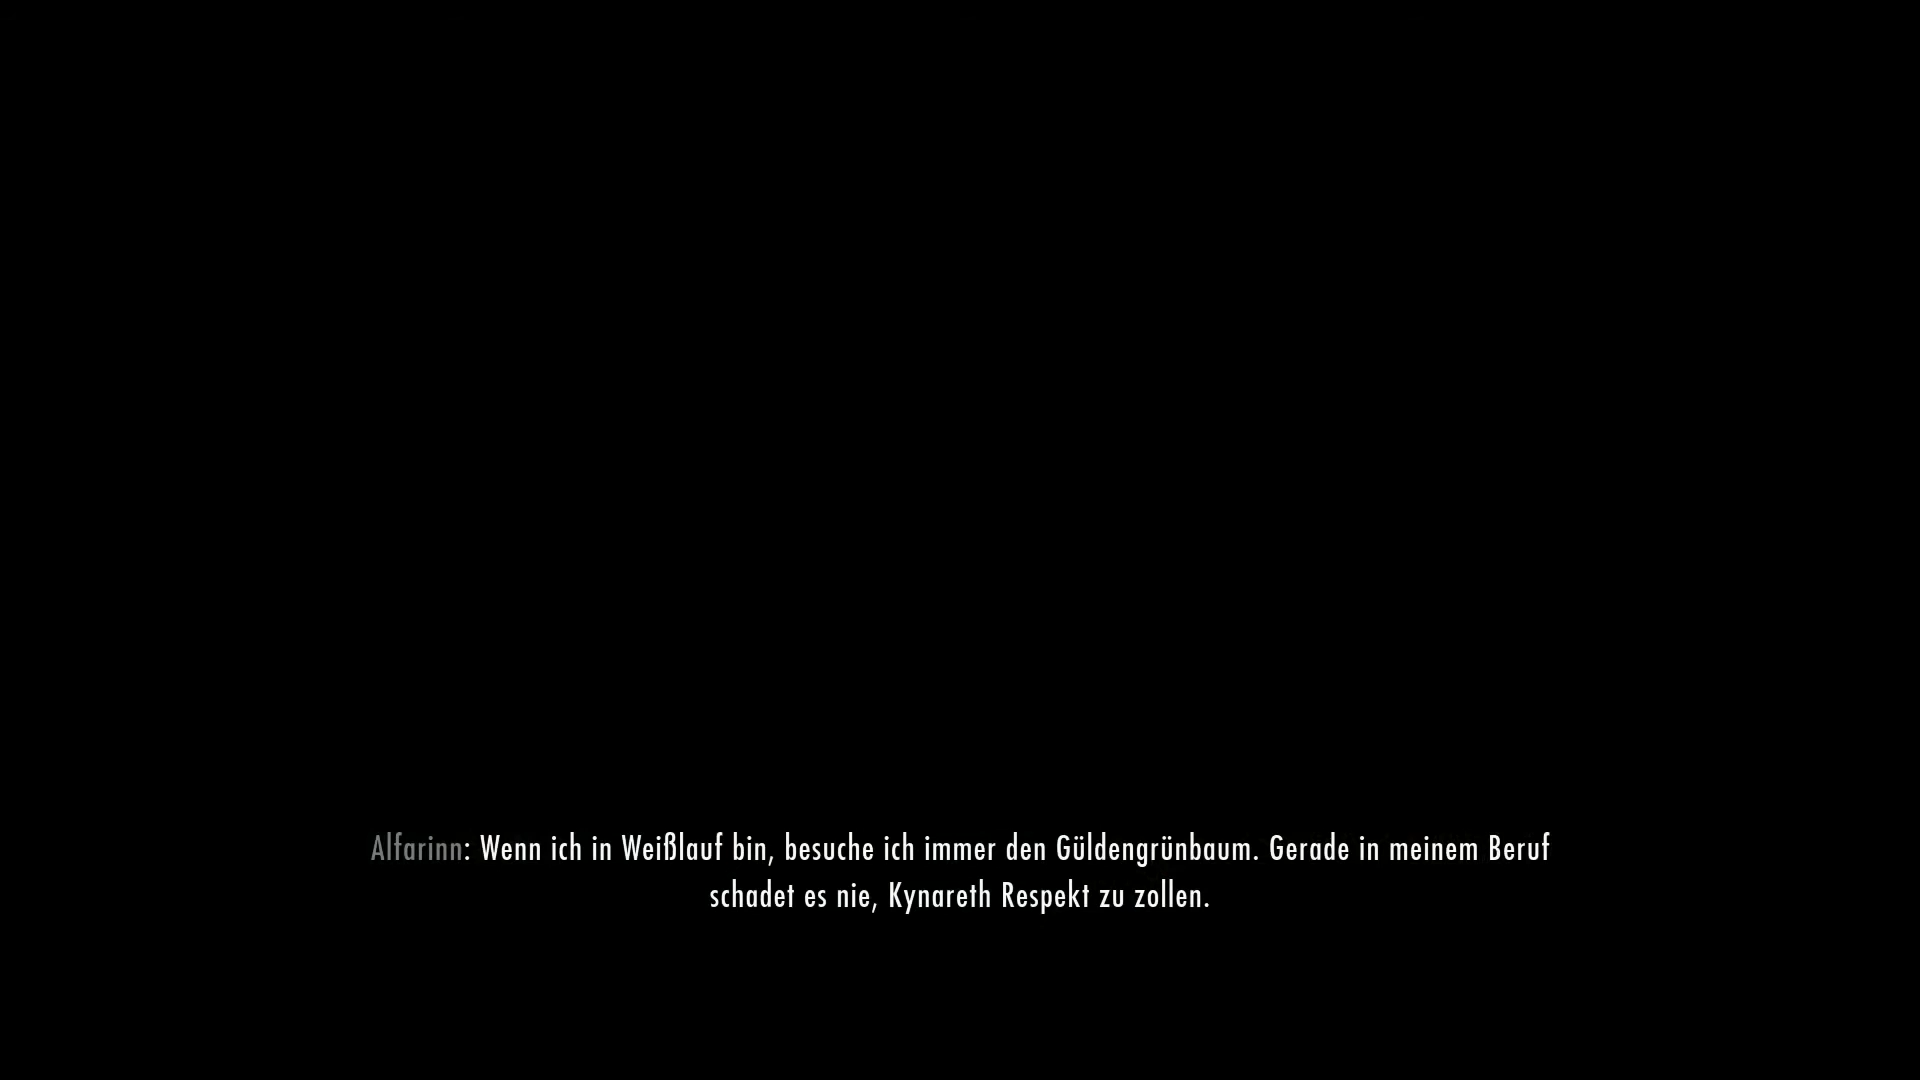 Alfarinn: Wenn ich in Weißlauf bin, besuche ich immer den Güldengrünbaum. Gerade in meinem Beruf
schadet es nie, Kynareth Respekt zu zollen.